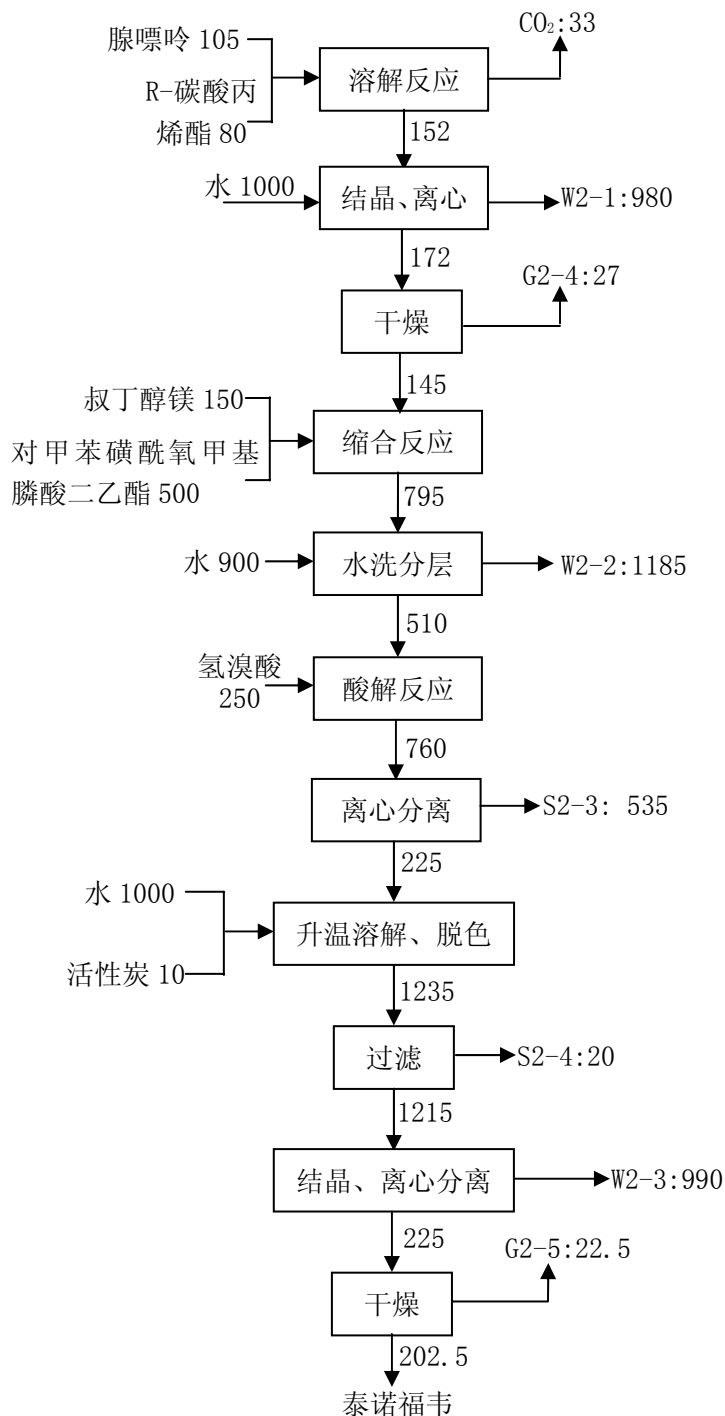 CO₂:33
腺嘌呤 105
R-碳酸丙
烯酯 80
溶解反应
152
水 1000
结晶、离心
W2-1:980
172
G2-4:27
干燥
145
叔丁醇镁 150
对甲苯磺酰氧甲基
膦酸二乙酯 500
缩合反应
795
水 900
水洗分层
W2-2:1185
510
氢溴酸
250
酸解反应
760
离心分离
S2-3: 535
225
水 1000
活性炭 10
升温溶解、脱色
1235
过滤
S2-4:20
1215
结晶、离心分离
W2-3:990
225
G2-5:22.5
干燥
202.5
泰诺福韦